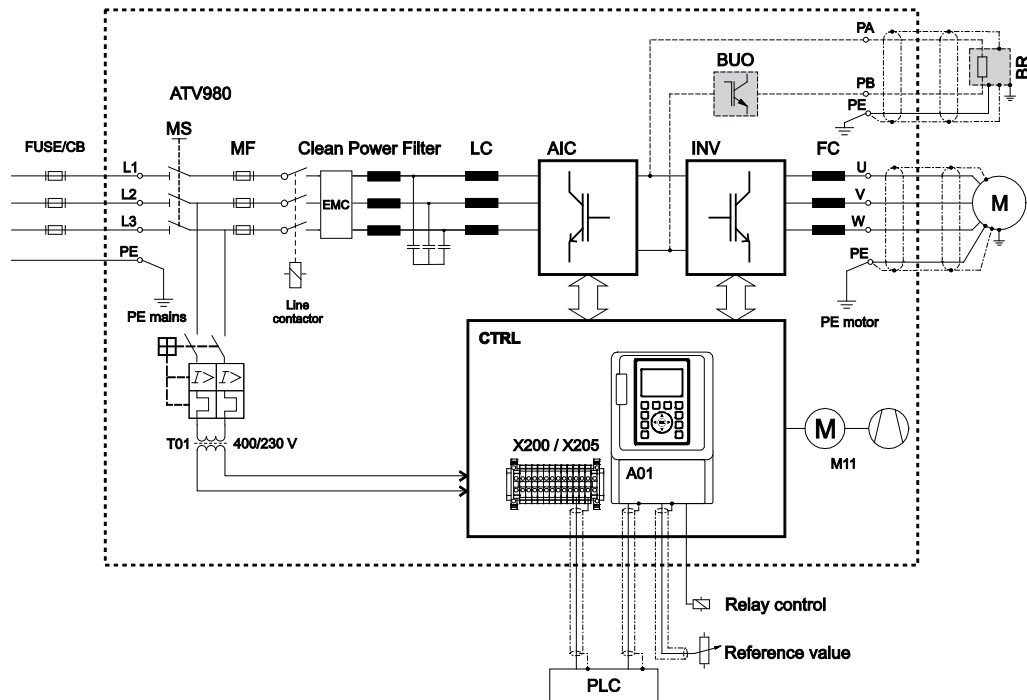 PA
BUO
BR
PB
ATV980
PE
MS
FUSE/CB
MF
Clean Power Filter
LC
AIC
INV
FC
L1
U
L2
EMC
V
M
L3
W
PE
PE
PE mains
Line
contactor
PE motor
CTRL
I>
I>
T01
400/230 V
X200 / X205
A01
M
M11
Relay control
Reference value
PLC